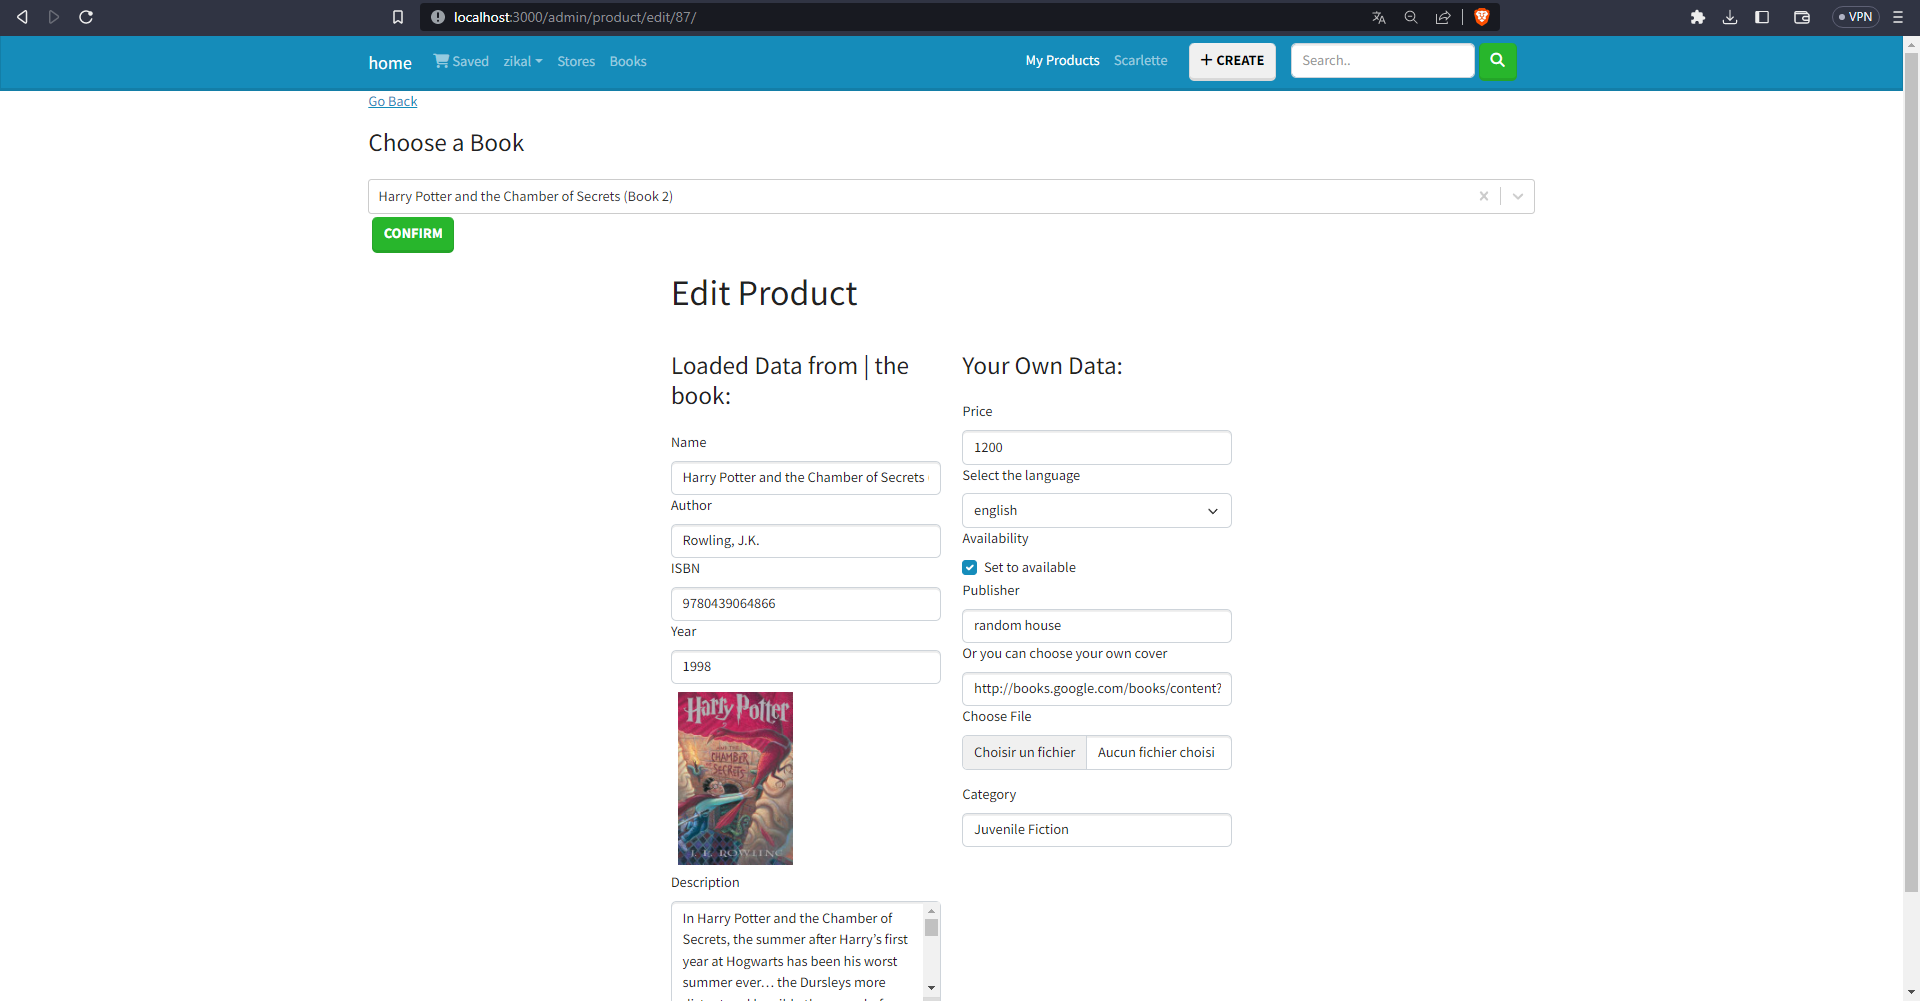 localhost:3000/admin/product/edit/87/
VPN
home Saved zikal Stores Books My Products Scarlette + CREATE Search..
Go Back
Choose a Book
Harry Potter and the Chamber of Secrets (Book 2)
CONFIRM
Edit Product
Loaded Data from | the
book:
Name
Harry Potter and the Chamber of Secrets
Author
Rowling, J.K.
ISBN
9780439064866
Year
1998
Harry Potter
AND THE
CHAMBER
OF
SECRETS
J. K. ROWLING
Description
In Harry Potter and the Chamber of
Secrets, the summer after Harry’s first
year at Hogwarts has been his worst
summer ever… the Dursleys more
Your Own Data:
Price
1200
Select the language
english
Availability
Set to available
Publisher
random house
Or you can choose your own cover
http://books.google.com/books/content?
Choose File
Choisir un fichier Aucun fichier choisi
Category
Juvenile Fiction